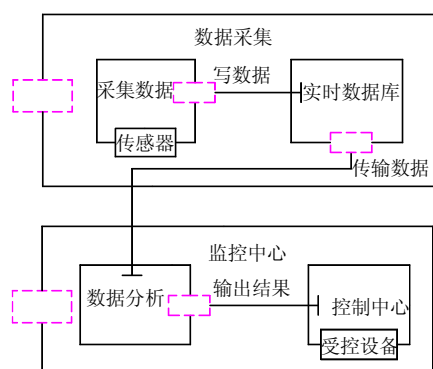 数据采集
采集数据
写数据
实时数据库
传感器
传输数据
监控中心
数据分析
输出结果
控制中心
受控设备